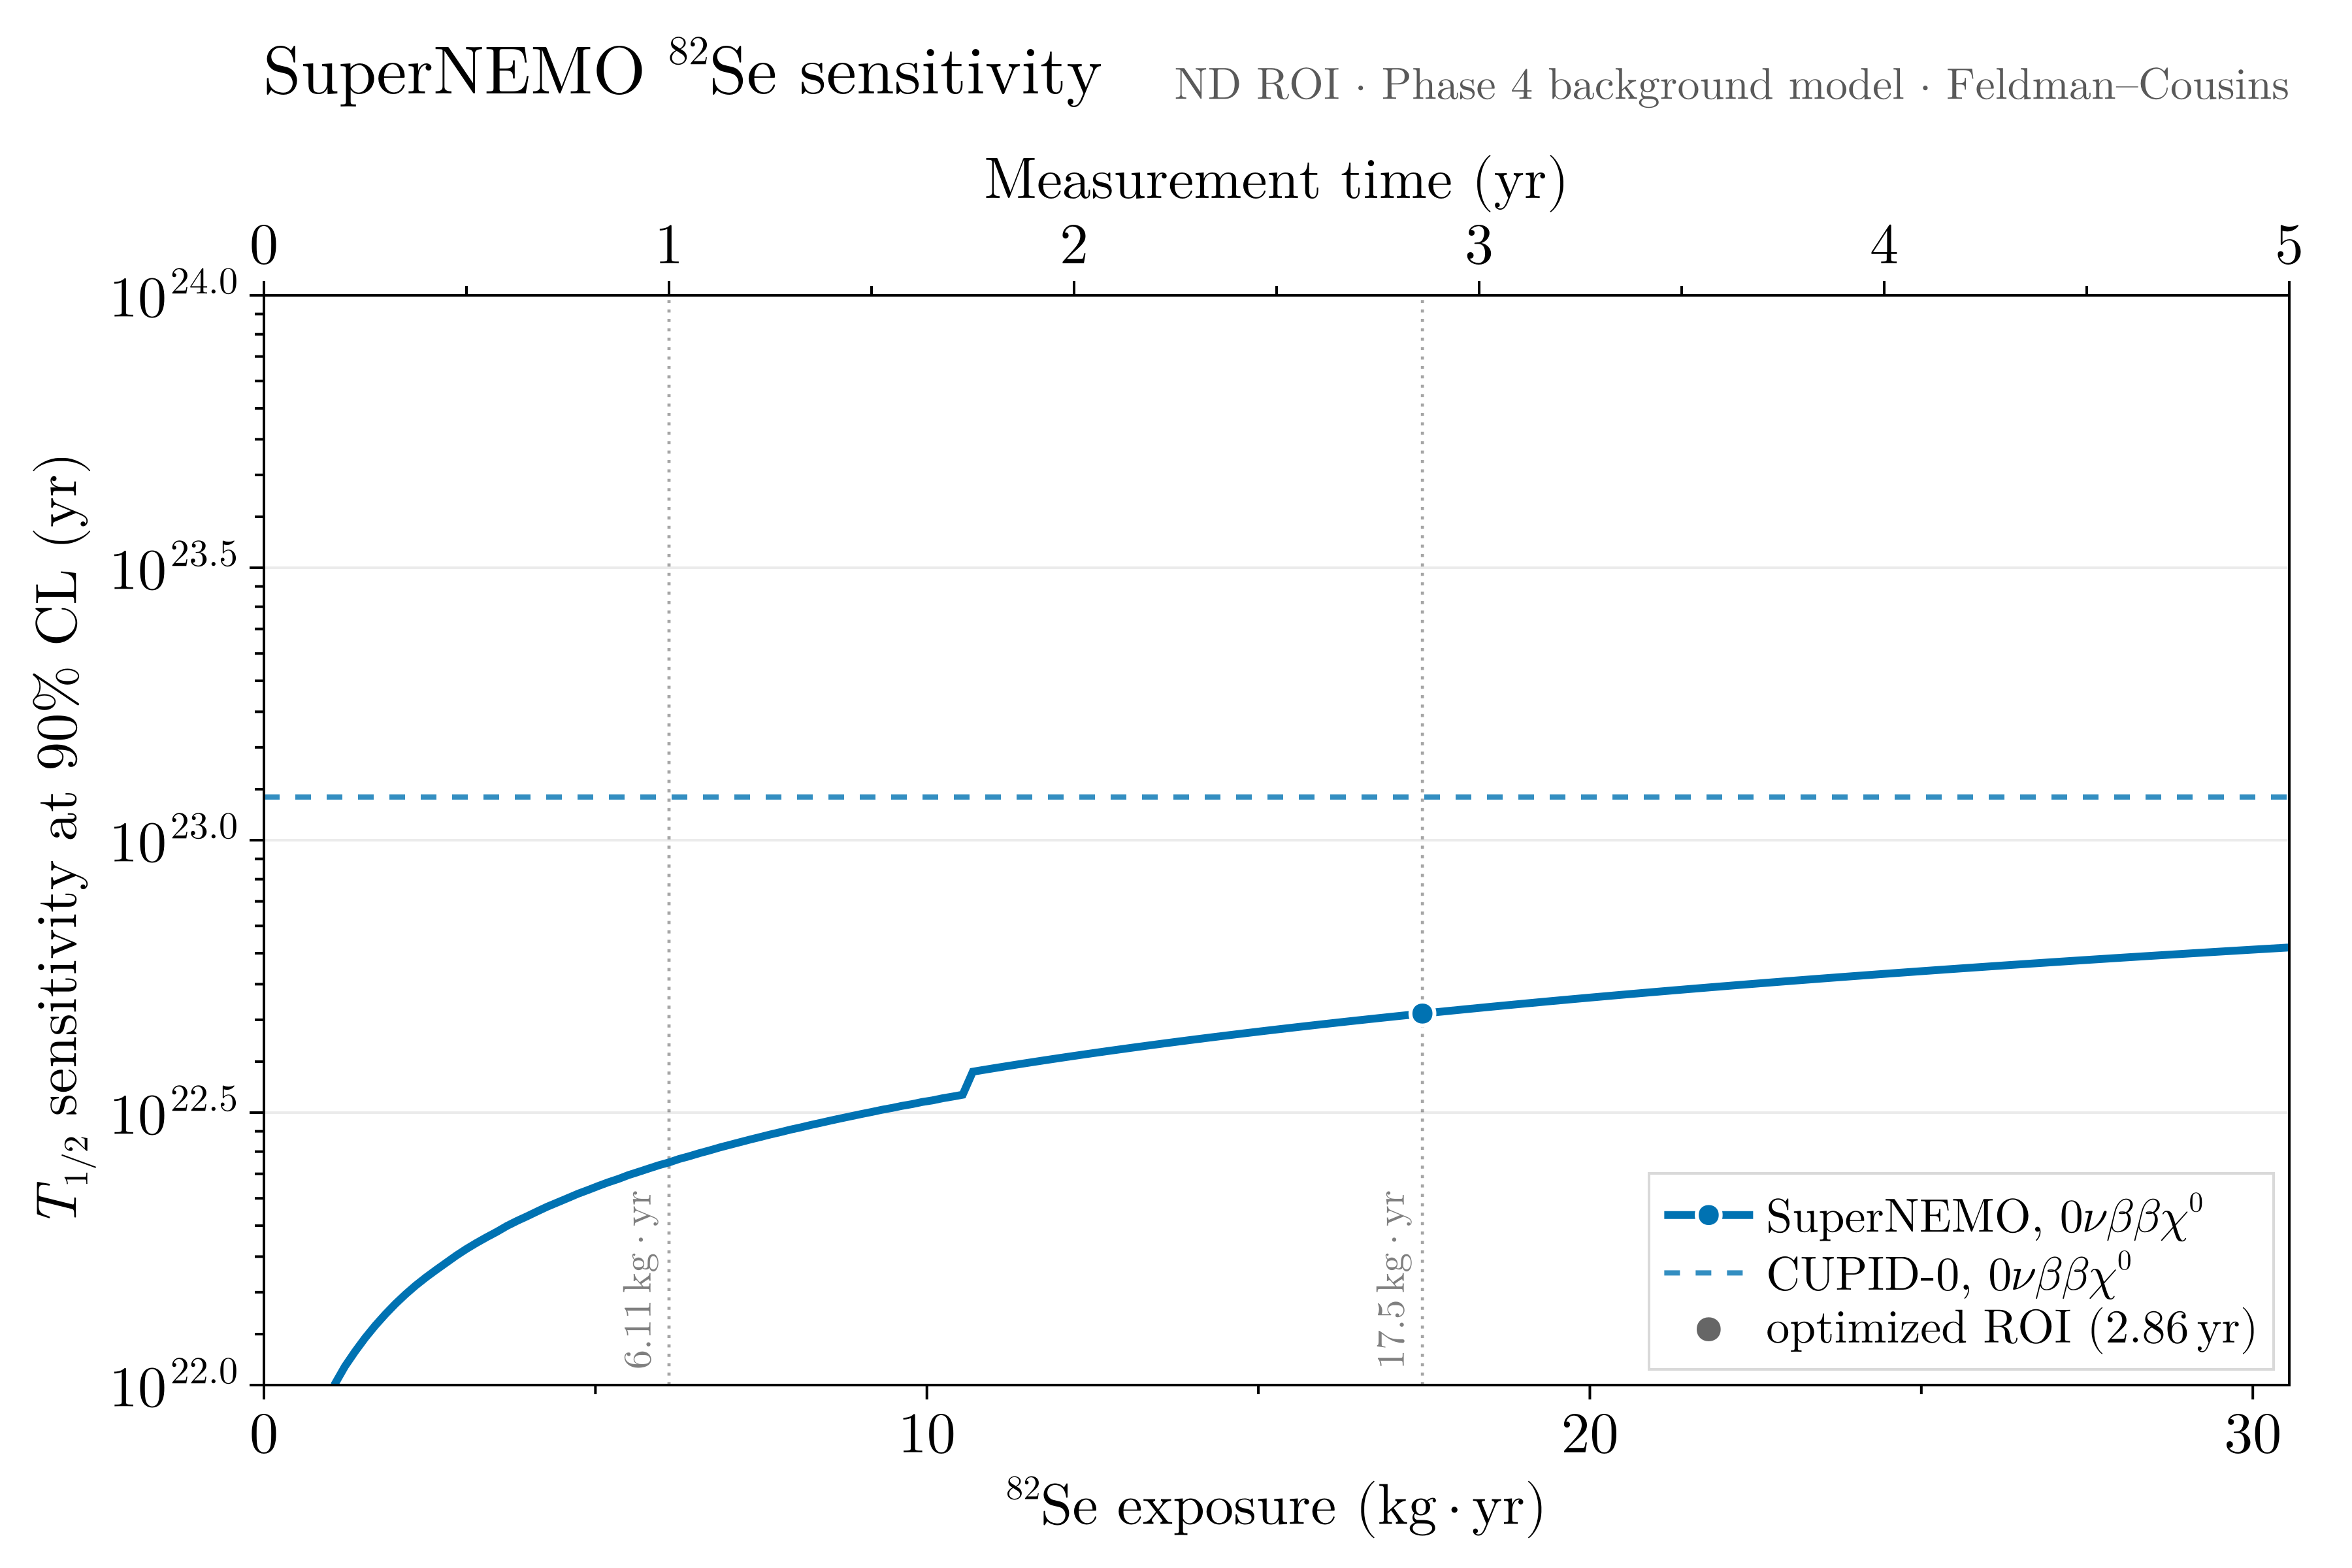 SuperNEMO ⁸²Se sensitivity
ND ROI · Phase 4 background model · Feldman–Cousins
Measurement time (yr)
0 1 2 3 4 5
10^24.0
10^23.5
10^23.0
10^22.5
10^22.0
T₁/₂ sensitivity at 90% CL (yr)
6.11 kg · yr
17.5 kg · yr
SuperNEMO, 0νββχ⁰
CUPID-0, 0νββχ⁰
optimized ROI (2.86 yr)
0 10 20 30
⁸²Se exposure (kg · yr)